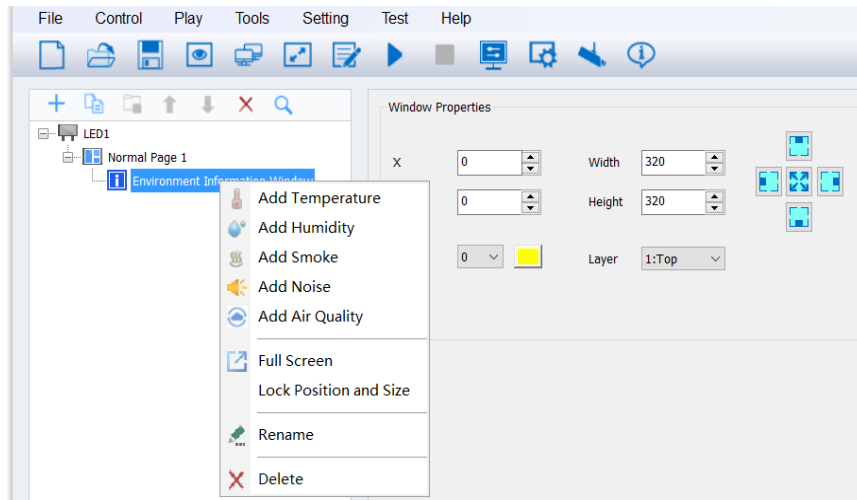 File Control Play Tools Setting Test Help
LED1
Normal Page 1
Environment Information Window
Add Temperature
Add Humidity
Add Smoke
Add Noise
Add Air Quality
Full Screen
Lock Position and Size
Rename
Delete
Window Properties
X 0 Width 320
0 Height 320
0 Layer 1:Top